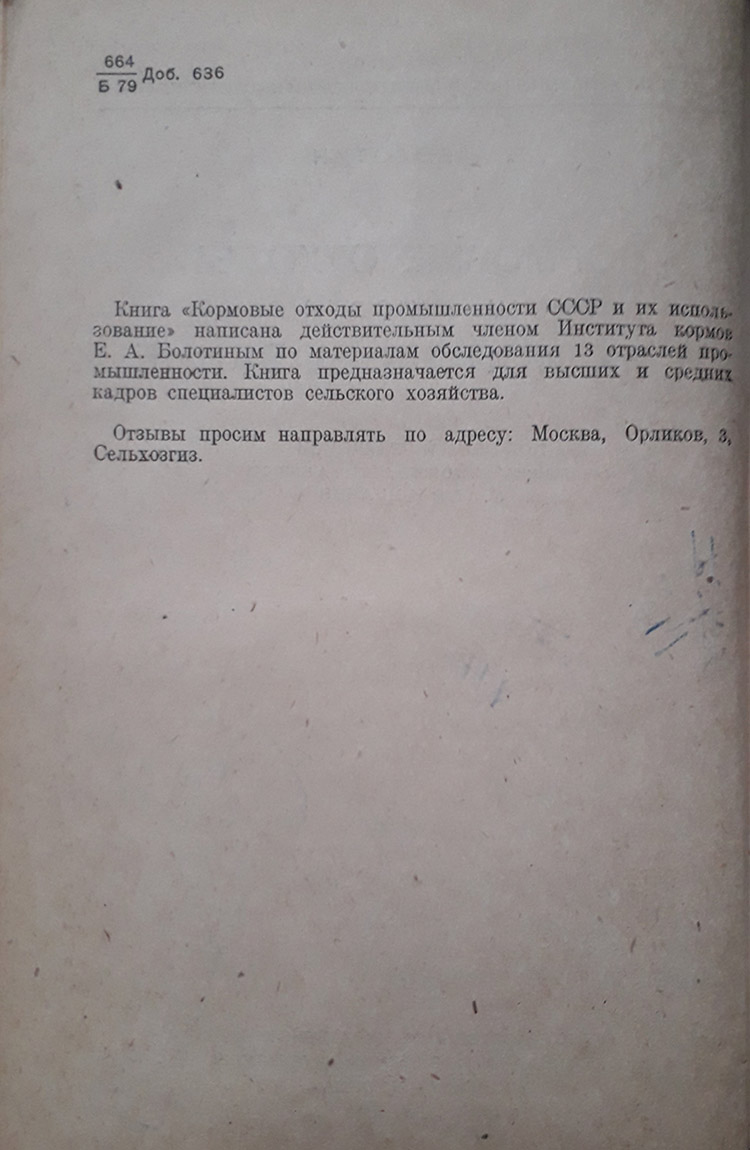 664
Б 79 Доб. 636
Книга «Кормовые отходы промышленности СССР и их исполь-
зование» написана действительным членом Института кормов
Е. А. Болотиным по материалам обследования 13 отраслей про-
мышленности. Книга предназначается для высших и средних
кадров специалистов сельского хозяйства.
Отзывы просим направлять по адресу: Москва, Орликов, 3,
Сельхозгиз.